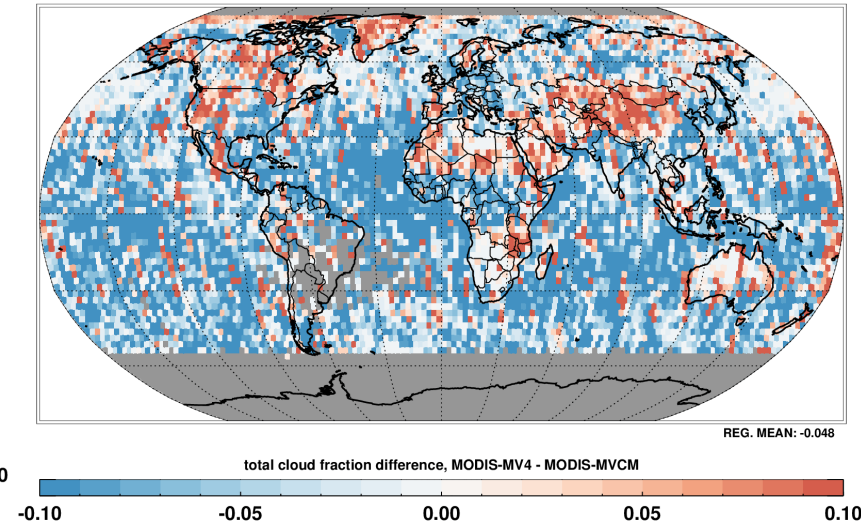 REG. MEAN: -0.048
total cloud fraction difference, MODIS-MV4 - MODIS-MVCM
0
-0.10 -0.05 0.00 0.05 0.10